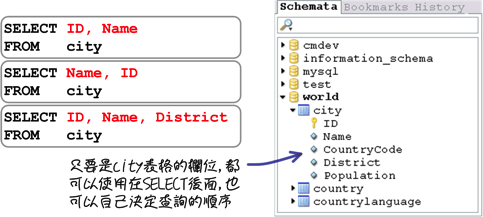 SELECT ID, Name
FROM city
SELECT Name, ID
FROM city
SELECT ID, Name, District
FROM city
只要是city表格的欄位,都
可以使用在SELECT後面,也
可以自己決定查詢的順序
Schemata Bookmarks History
cmdev
information_schema
mysql
test
world
city
ID
Name
CountryCode
District
Population
country
countrylanguage